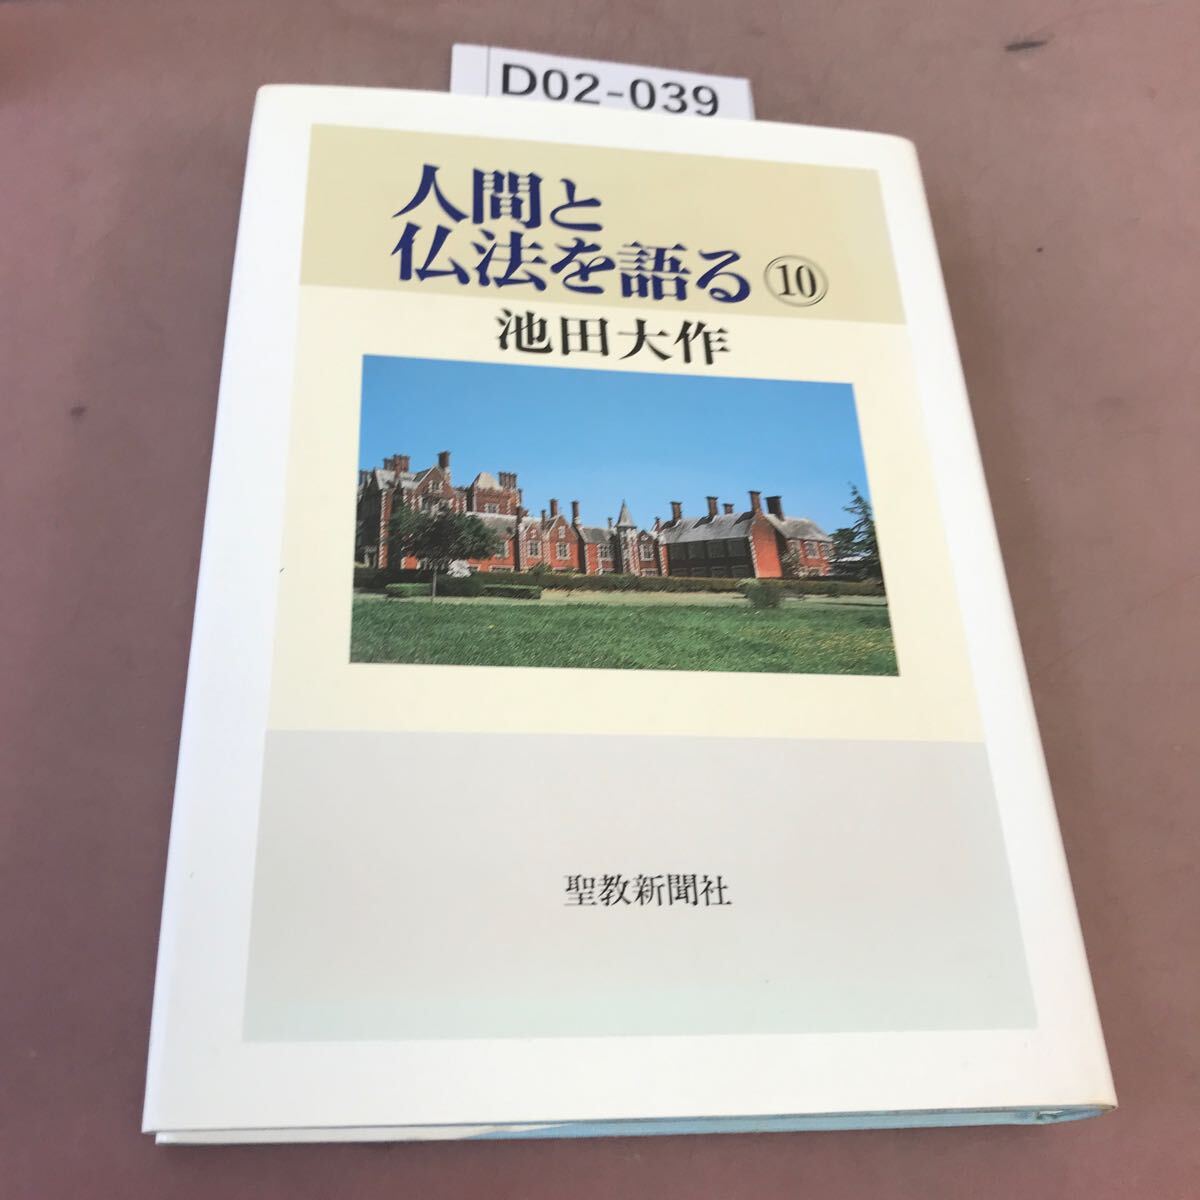 D02-039
人間と
仏法を語る⑩
池田大作
聖教新聞社